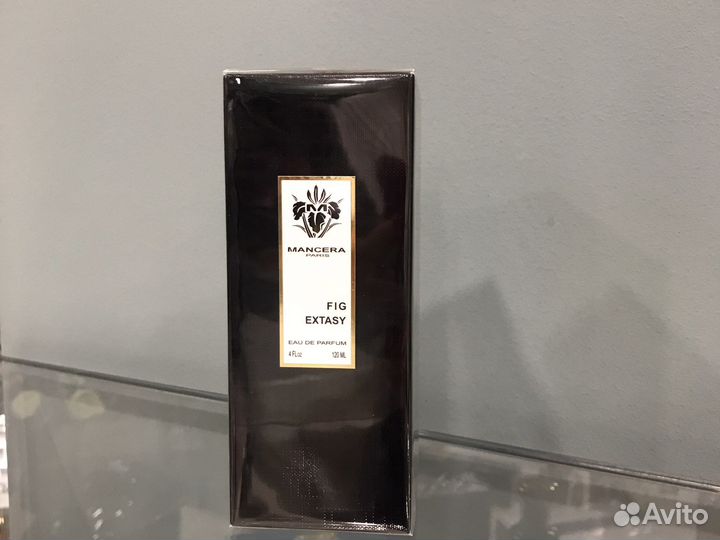 MANCERA
PARIS
FIG
EXTASY
EAU DE PARFUM
4 FL.oz 120 ML
Avito